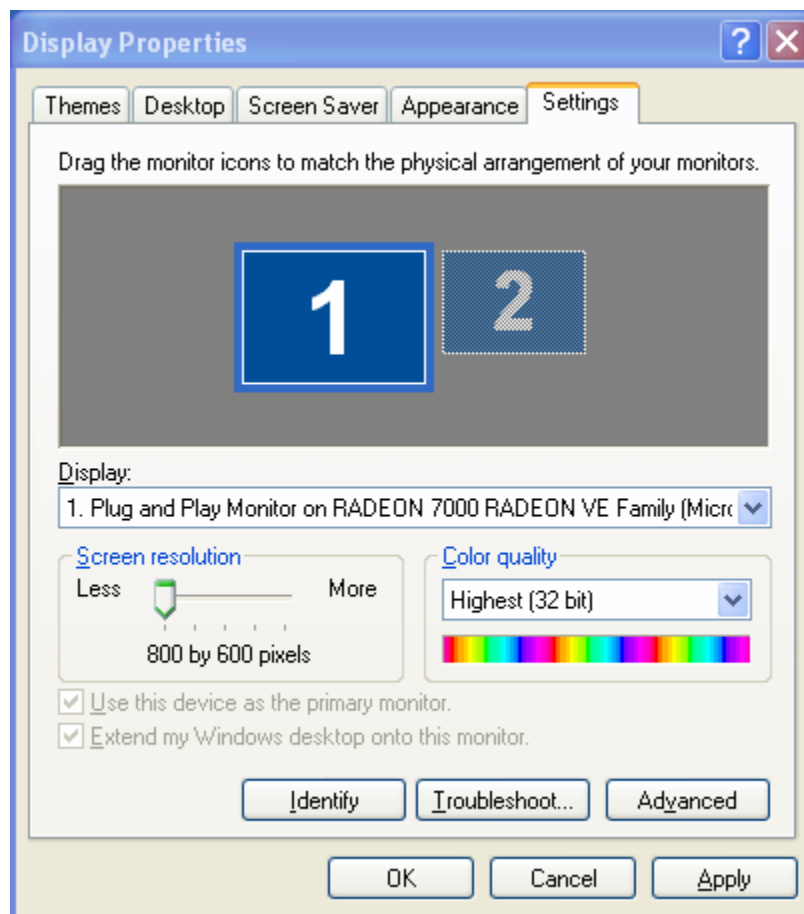 Display Properties
?
Themes Desktop Screen Saver Appearance Settings
Drag the monitor icons to match the physical arrangement of your monitors.
1 2
Display:
1. Plug and Play Monitor on RADEON 7000 RADEON VE Family (Micro
Screen resolution
Less More
800 by 600 pixels
Color quality
Highest (32 bit)
Use this device as the primary monitor.
Extend my Windows desktop onto this monitor.
Identify Troubleshoot... Advanced
OK Cancel Apply